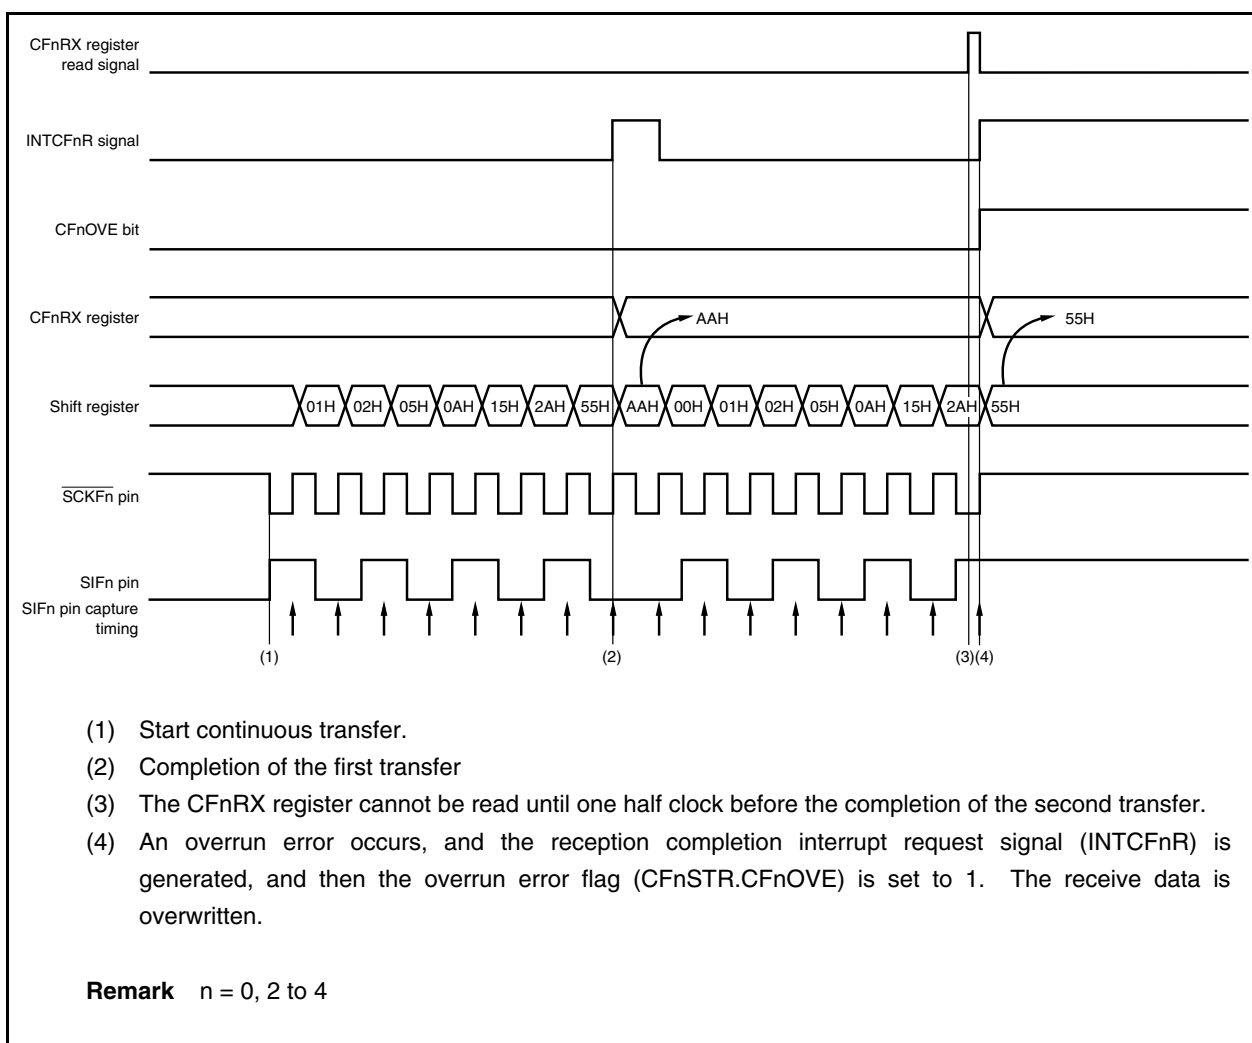 CFnRX register
read signal
INTCFnR signal
CFnOVE bit
CFnRX register
AAH
55H
Shift register
01H 02H 05H 0AH 15H 2AH 55H AAH 00H 01H 02H 05H 0AH 15H 2AH 55H
SCKFn pin
SIFn pin
SIFn pin capture
timing
(1) (2) (3)(4)
(1) Start continuous transfer.
(2) Completion of the first transfer
(3) The CFnRX register cannot be read until one half clock before the completion of the second transfer.
(4) An overrun error occurs, and the reception completion interrupt request signal (INTCFnR) is
generated, and then the overrun error flag (CFnSTR.CFnOVE) is set to 1. The receive data is
overwritten.
Remark n = 0, 2 to 4